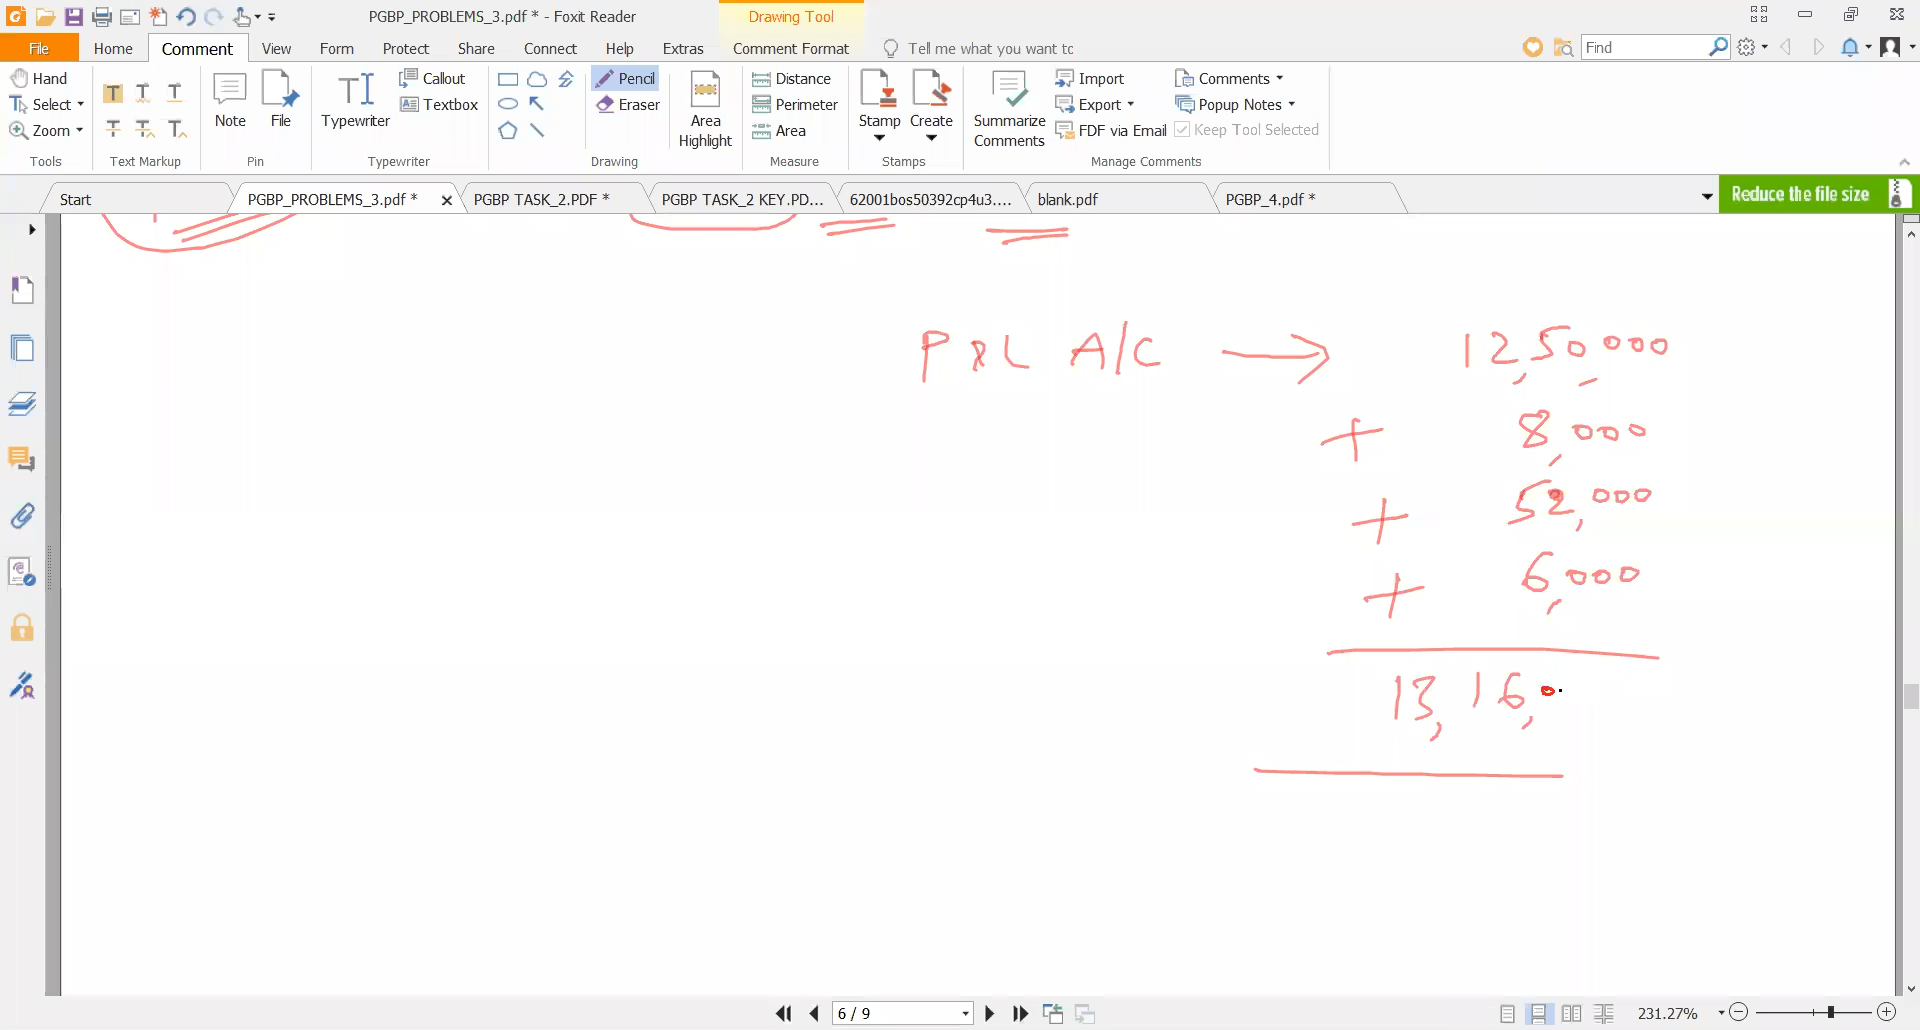 PGBP_PROBLEMS_3.pdf * - Foxit Reader
Drawing Tool
File Home Comment View Form Protect Share Connect Help Extras Comment Format Tell me what you want to Find
Hand
Select
Zoom
Tools
Text Markup
Note
File
Pin
Typewriter
Callout
Textbox
Typewriter
Pencil
Eraser
Drawing
Area
Highlight
Distance
Perimeter
Area
Measure
Stamp
Create
Stamps
Summarize
Comments
Import
Export
FDF via Email
Comments
Popup Notes
Keep Tool Selected
Manage Comments
Start PGBP_PROBLEMS_3.pdf * PGBP TASK_2.PDF * PGBP TASK_2 KEY.PD... 62001bos50392cp4u3.... blank.pdf PGBP_4.pdf * Reduce the file size
P & L A/C → 12,50,000
+ 8,000
+ 52,000
+ 6,000
13,16,0
6 / 9
231.27%